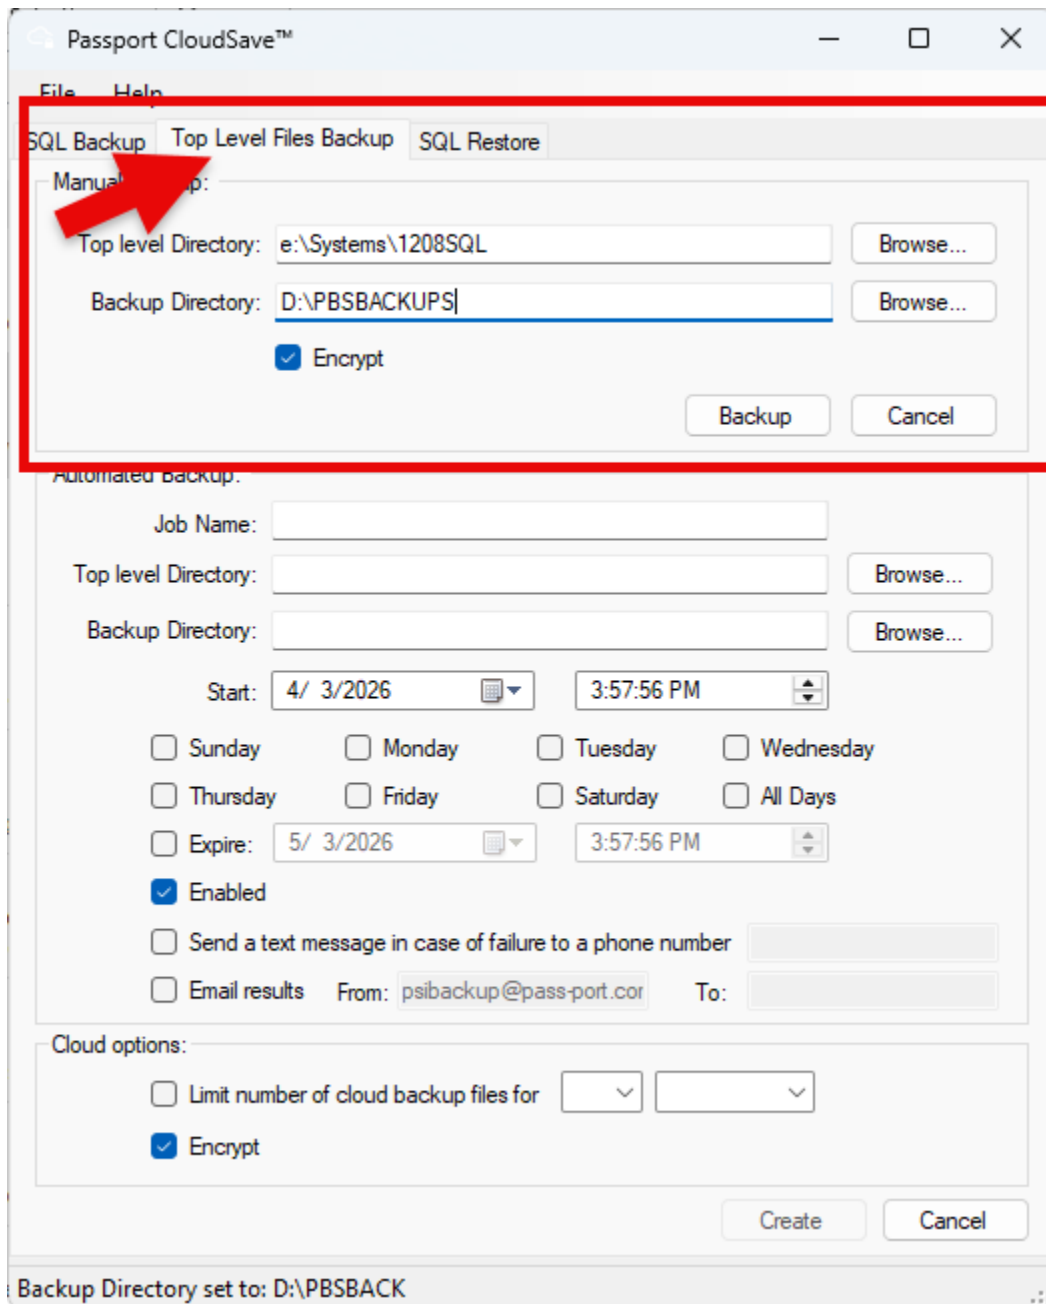 Passport CloudSave™
File Help
SQL Backup Top Level Files Backup SQL Restore
Top level Directory: e:\Systems\1208SQL Browse...
Backup Directory: D:\PBSBACKUPS Browse...
Encrypt
Backup Cancel
Automated Backup:
Job Name:
Top level Directory: Browse...
Backup Directory: Browse...
Start: 4/ 3/2026 3:57:56 PM
Sunday Monday Tuesday Wednesday
Thursday Friday Saturday All Days
Expire: 5/ 3/2026 3:57:56 PM
Enabled
Send a text message in case of failure to a phone number
Email results From: psibackup@pass-port.cor To:
Cloud options:
Limit number of cloud backup files for
Encrypt
Create Cancel
Backup Directory set to: D:\PBSBACK